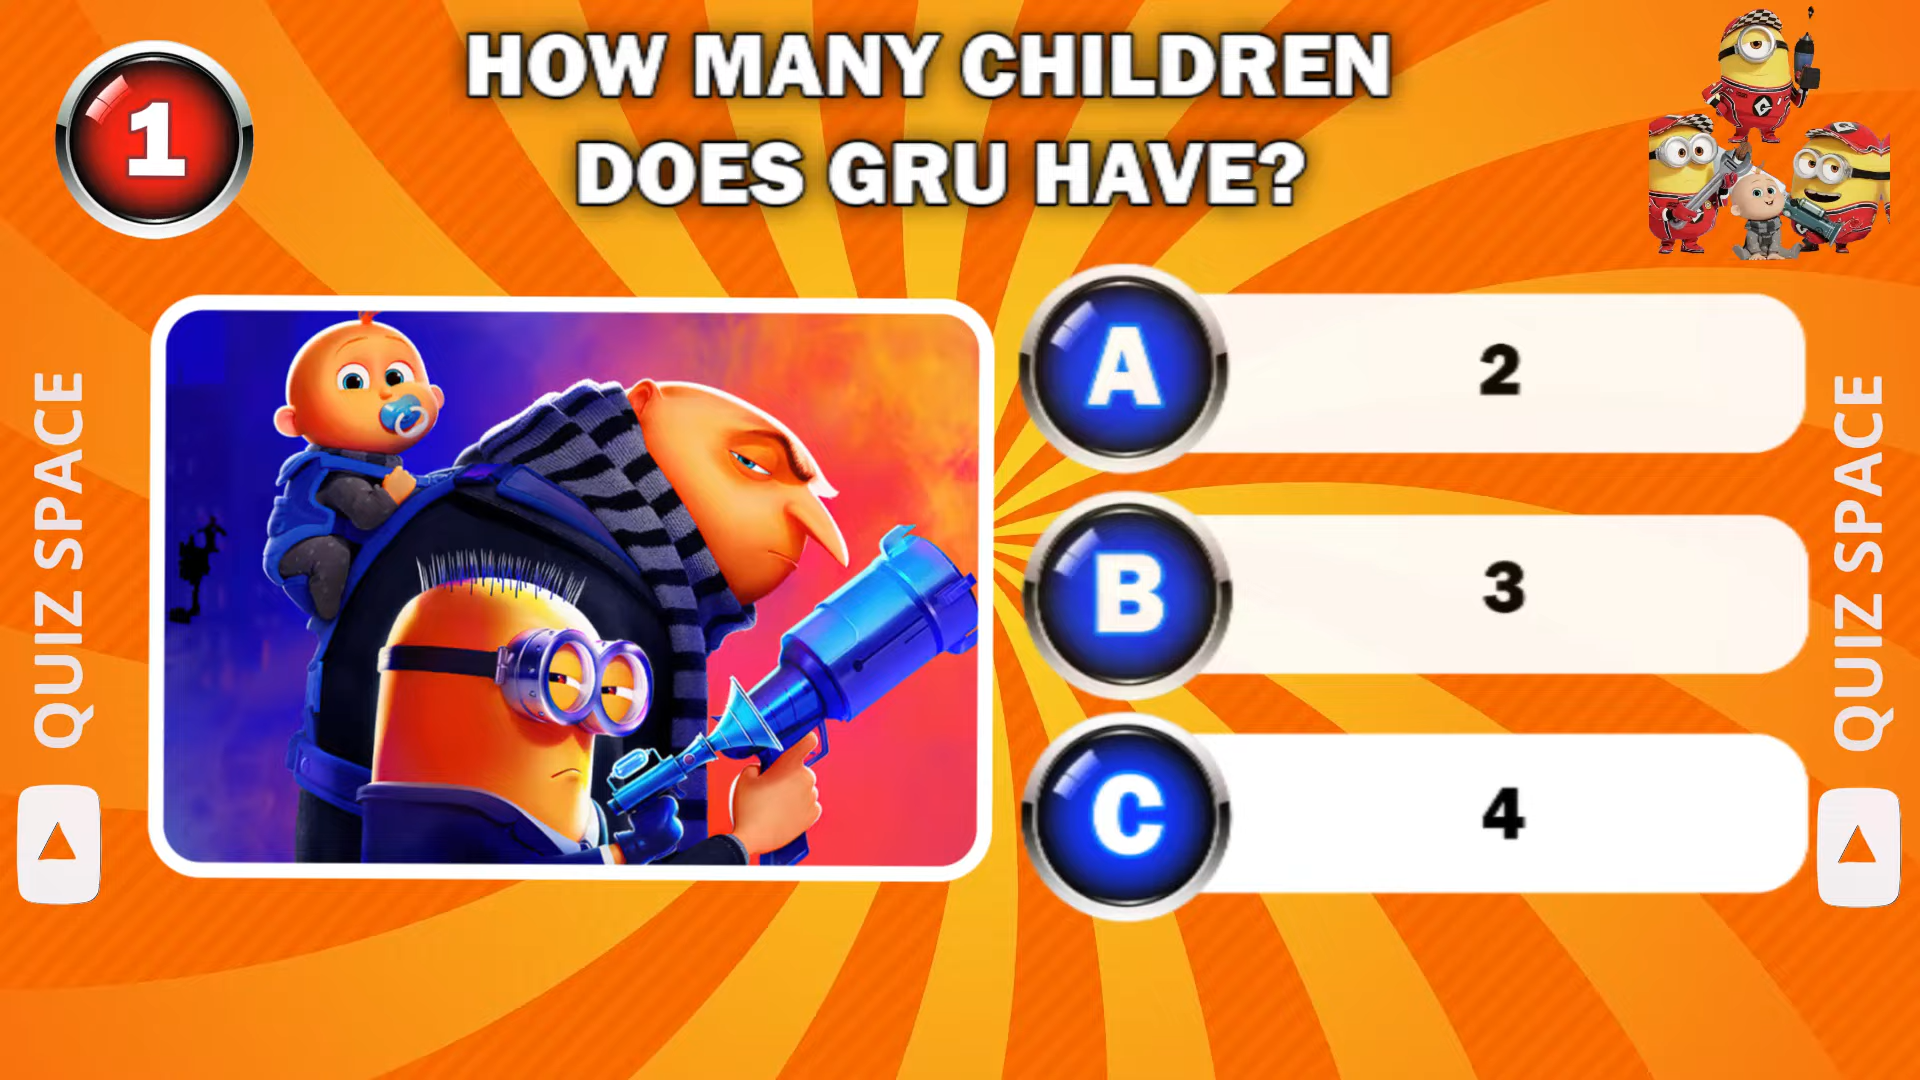 1
HOW MANY CHILDREN
DOES GRU HAVE?
A 2
B 3
C 4
QUIZ SPACE
QUIZ SPACE